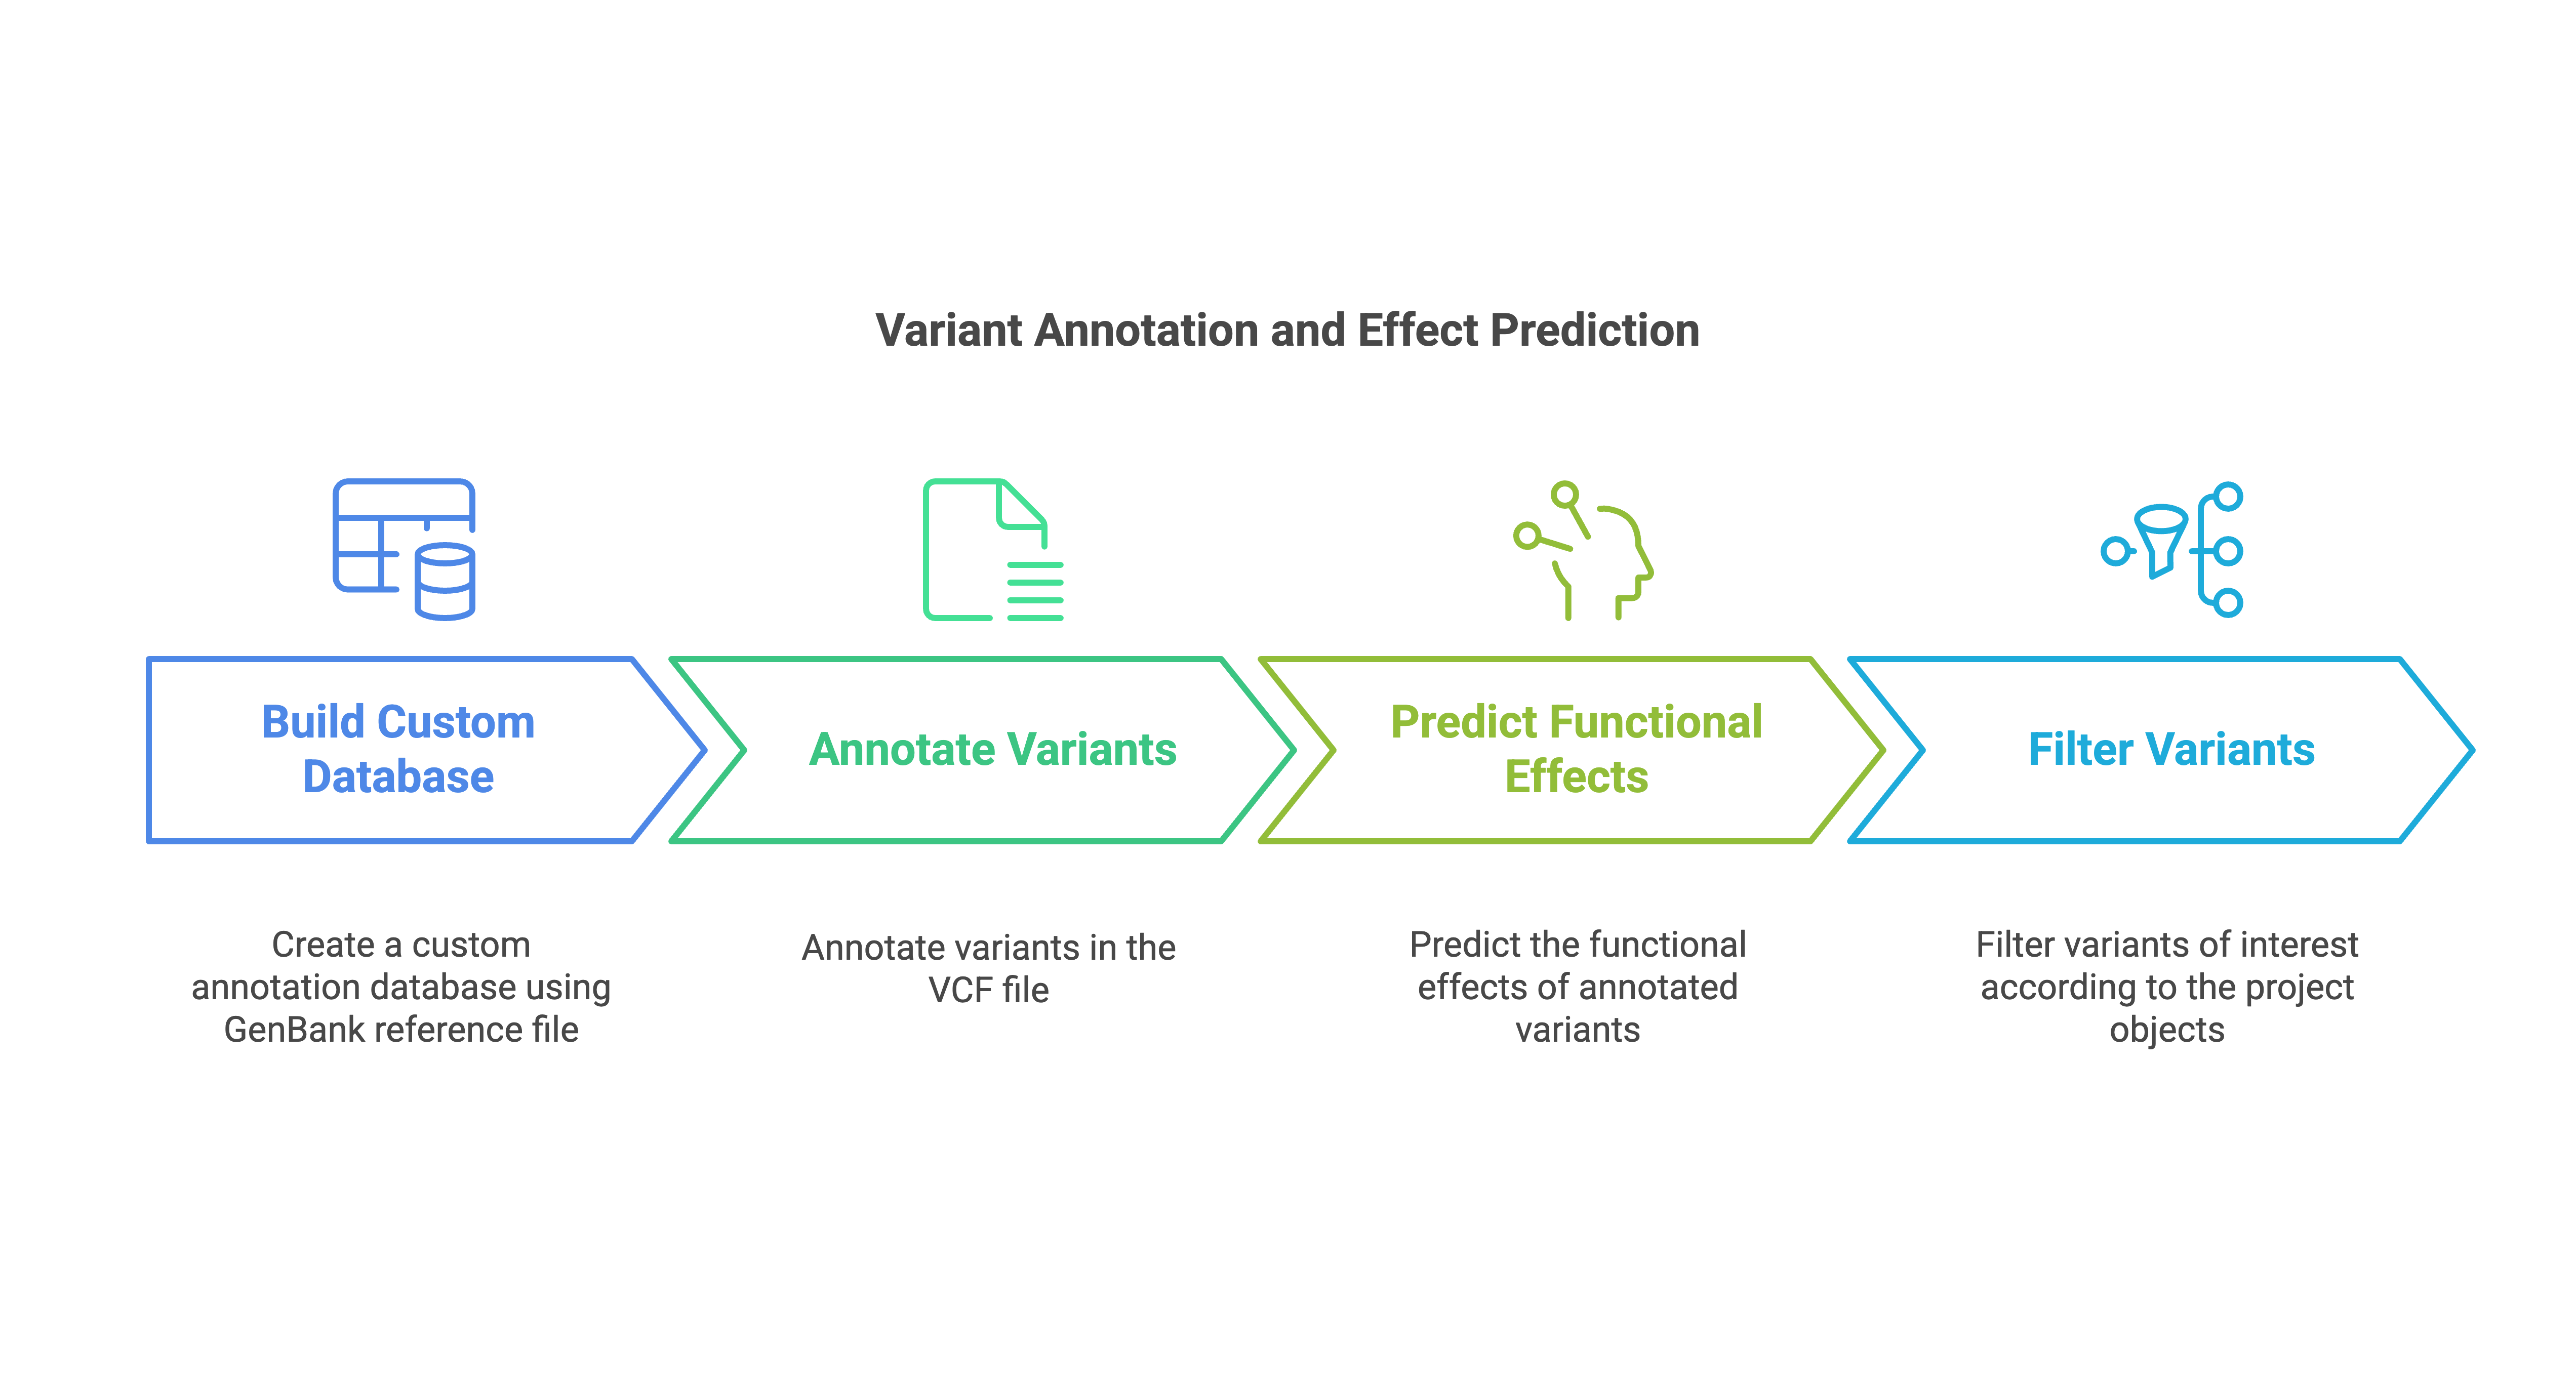 Variant Annotation and Effect Prediction
Build Custom
Database
Annotate Variants
Predict Functional
Effects
Filter Variants
Create a custom
annotation database using
GenBank reference file
Annotate variants in the
VCF file
Predict the functional
effects of annotated
variants
Filter variants of interest
according to the project
objects